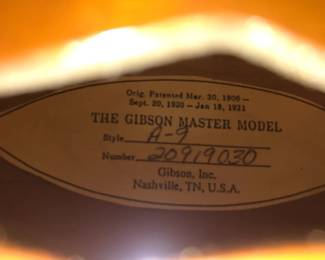 Orig. Patented Mar. 30, 1906 —
Sept. 20, 1920 — Jan 18, 1921
THE GIBSON MASTER MODEL
Style A-9
Number 20919030
Gibson, Inc.
Nashville, TN, U.S.A.